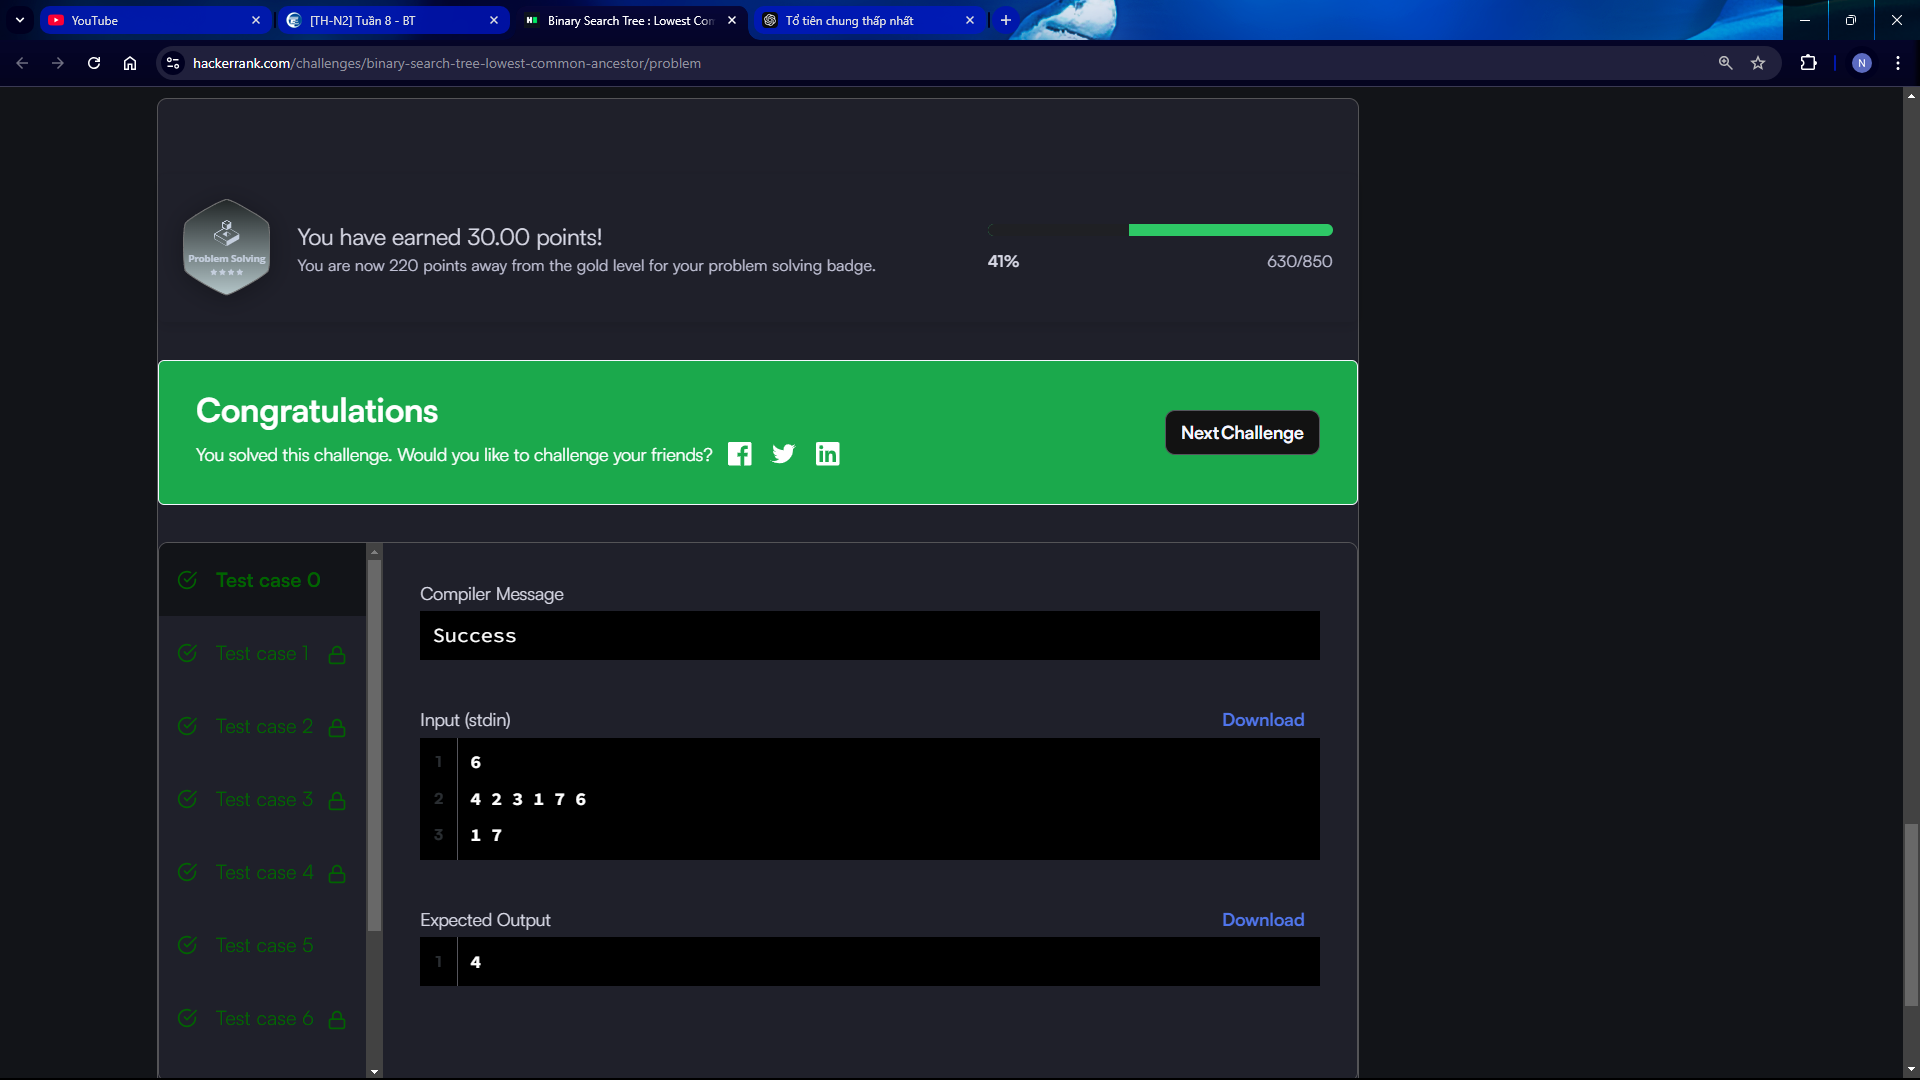 YouTube
[TH-N2] Tuần 8 - BT
Binary Search Tree : Lowest Con
Tổ tiên chung thấp nhất
hackerrank.com/challenges/binary-search-tree-lowest-common-ancestor/problem
N
Problem Solving
You have earned 30.00 points!
You are now 220 points away from the gold level for your problem solving badge.
41%
630/850
Congratulations
You solved this challenge. Would you like to challenge your friends?
Next Challenge
Test case 0
Test case 1
Test case 2
Test case 3
Test case 4
Test case 5
Test case 6
Compiler Message
Success
Input (stdin)
Download
1 6
2 4 2 3 1 7 6
3 1 7
Expected Output
Download
1 4